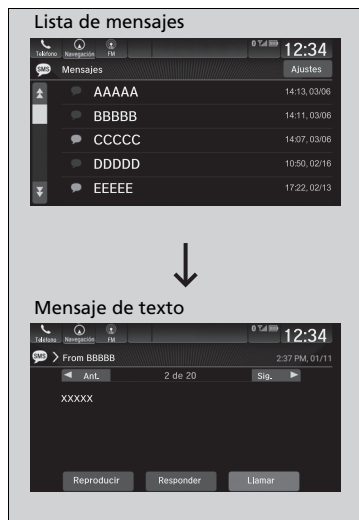 Lista de mensajes
Teléfono Navegación FM 12:34
SMS Mensajes Ajustes
AAAAA 14:13, 03/06
BBBBB 14:11, 03/06
CCCCC 14:07, 03/06
DDDDD 10:50, 02/16
EEEEE 17:22, 02/13
Mensaje de texto
Teléfono Navegación FM 12:34
SMS From BBBBB 2:37 PM, 01/11
Ant. 2 de 20 Sig.
XXXXX
Reproducir Responder Llamar